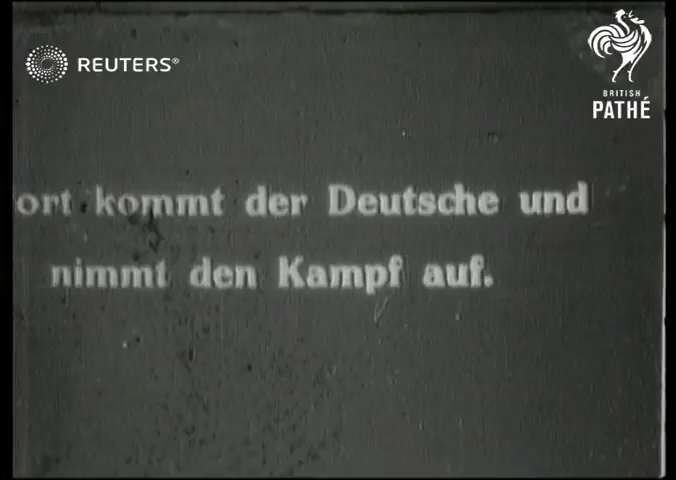 REUTERS®
BRITISH
PATHÉ
ort kommt der Deutsche und
nimmt den Kampf auf.